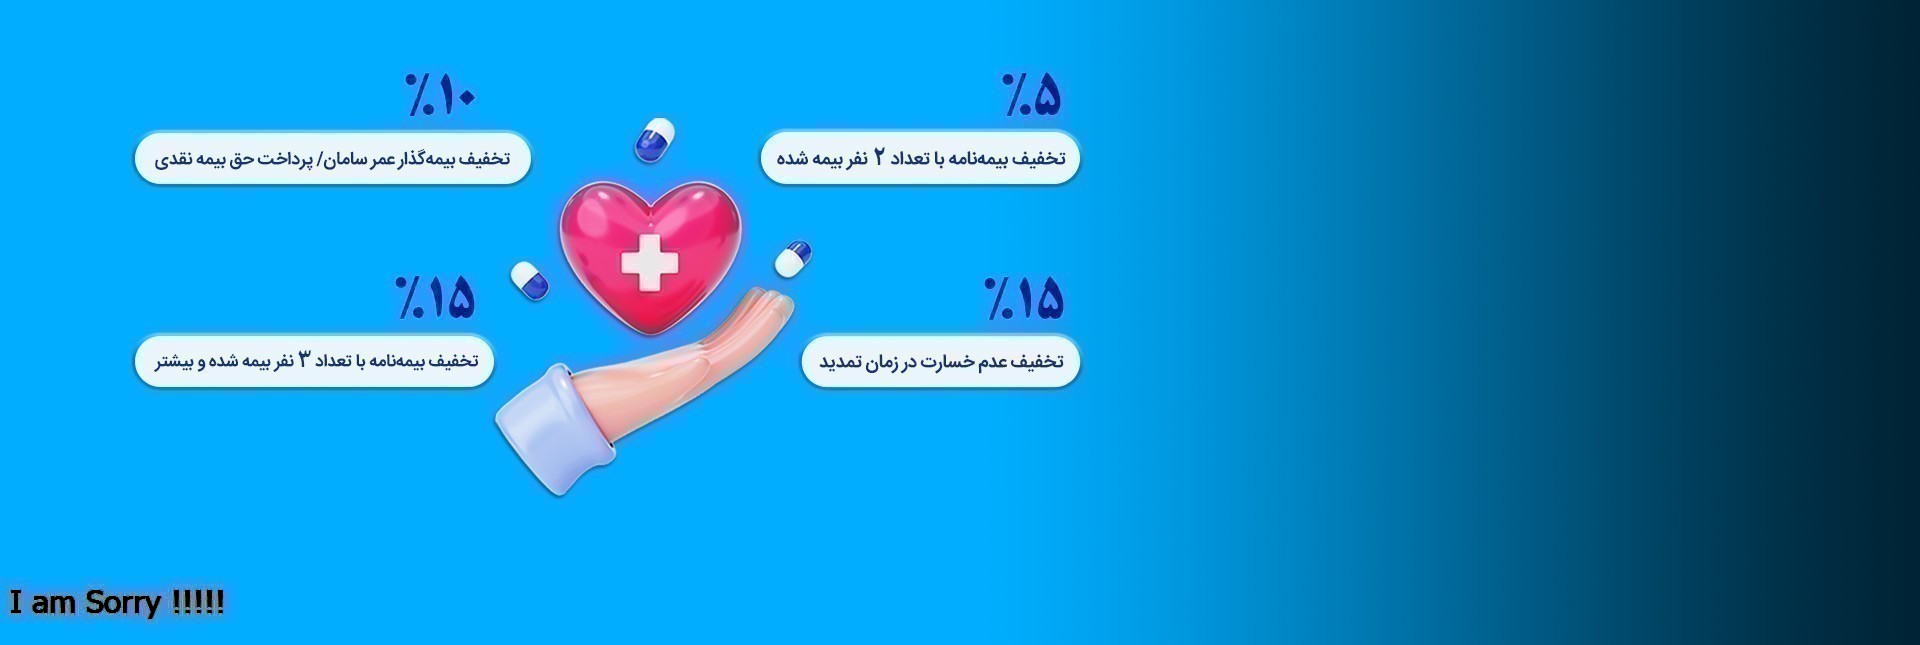 ٪۵
تخفیف بیمه‌نامه با تعداد ۲ نفر بیمه شده
٪۱۰
تخفیف بیمه‌گذار عمر سامان/ پرداخت حق بیمه نقدی
٪۱۵
تخفیف عدم خسارت در زمان تمدید
٪۱۵
تخفیف بیمه‌نامه با تعداد ۳ نفر بیمه شده و بیشتر
I am Sorry !!!!!